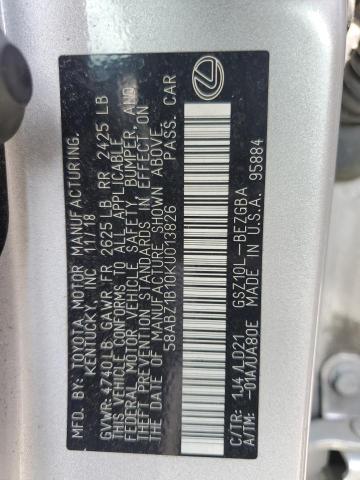 MFD. BY: TOYOTA MOTOR MANUFACTURING,
KENTUCKY, INC. 11/18
GVWR: 4740LB GAWR: FR 2625LB RR 2425 LB
THIS VEHICLE CONFORMS TO ALL APPLICABLE
FEDERAL MOTOR VEHICLE SAFETY, BUMPER, AND
THEFT PREVENTION STANDARDS IN EFFECT ON
THE DATE OF MANUFACTURE SHOWN ABOVE.
58ABZ1B10KU013826 PASS. CAR
C/TR: 1J4/LD21 GSZ10L-BEZGBA
A/TM: -01A/UA80E MADE IN U.S.A. 95884